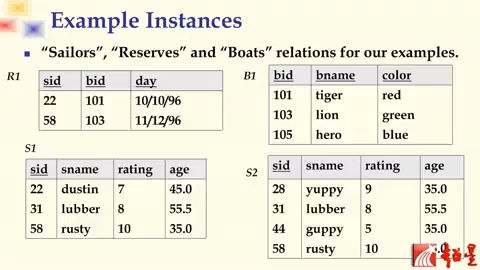 Example Instances
"Sailors", "Reserves" and "Boats" relations for our examples.
R1
sid bid day
22 101 10/10/96
58 103 11/12/96
B1
bid bname color
101 tiger red
103 lion green
105 hero blue
S1
sid sname rating age
22 dustin 7 45.0
31 lubber 8 55.5
58 rusty 10 35.0
S2
sid sname rating age
28 yuppy 9 35.0
31 lubber 8 55.5
44 guppy 5 35.0
58 rusty 10